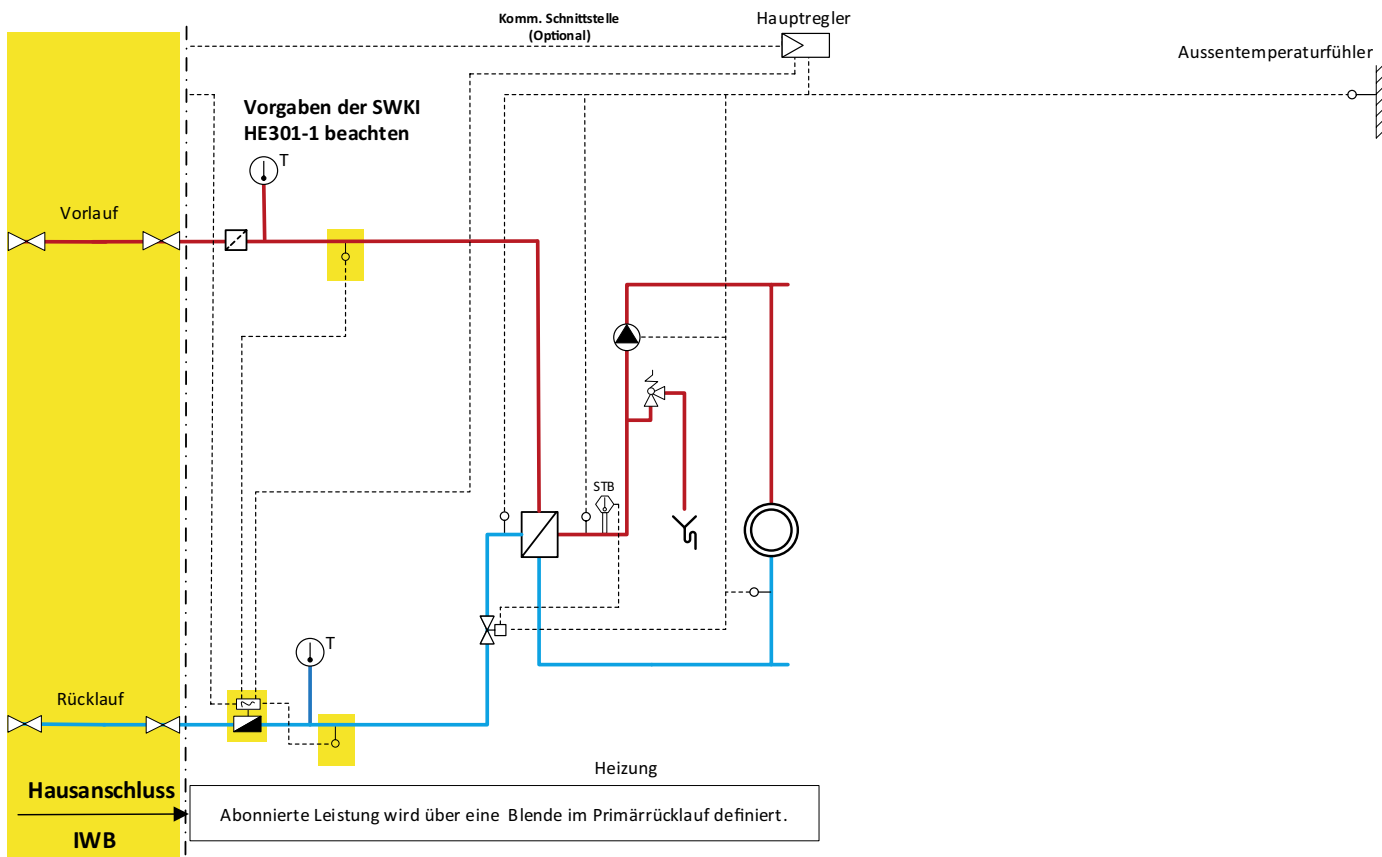 Komm. Schnittstelle
(Optional)
Hauptregler
Aussentemperaturfühler
Vorgaben der SWKI
HE301-1 beachten
T
Vorlauf
STB
T
Rücklauf
Heizung
Hausanschluss
IWB
Abonnierte Leistung wird über eine Blende im Primärrücklauf definiert.